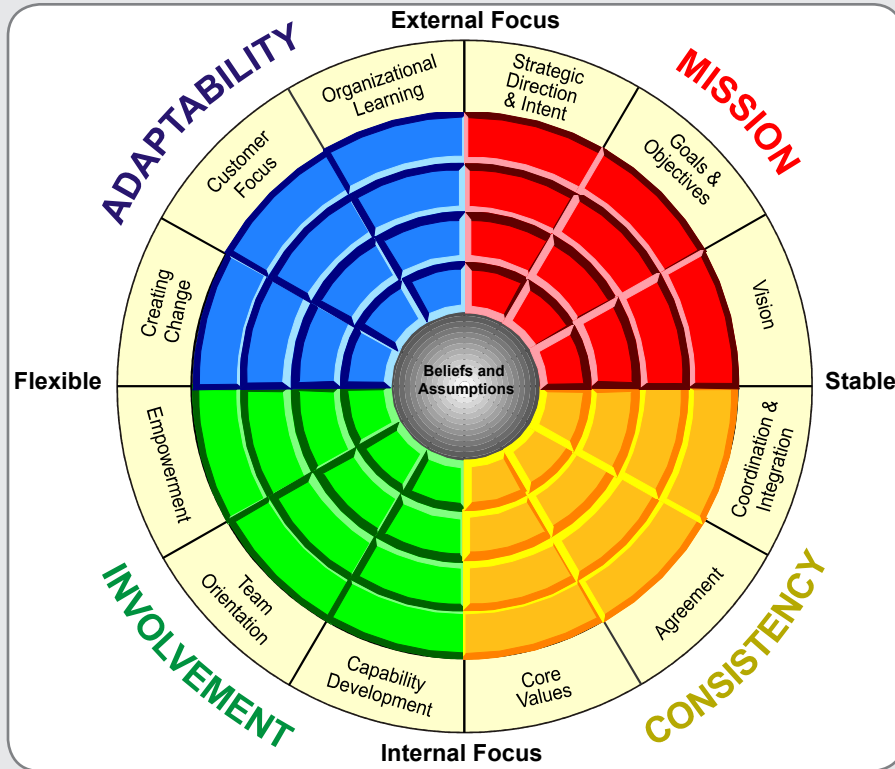 External Focus
ADAPTABILITY
MISSION
Organizational
Learning
Strategic
Direction
& Intent
Customer
Focus
Goals &
Objectives
Creating
Change
Vision
Beliefs and
Assumptions
Flexible
Stable
Empowerment
Coordination &
Integration
Team
Orientation
Agreement
Capability
Development
Core
Values
INVOLVEMENT
CONSISTENCY
Internal Focus